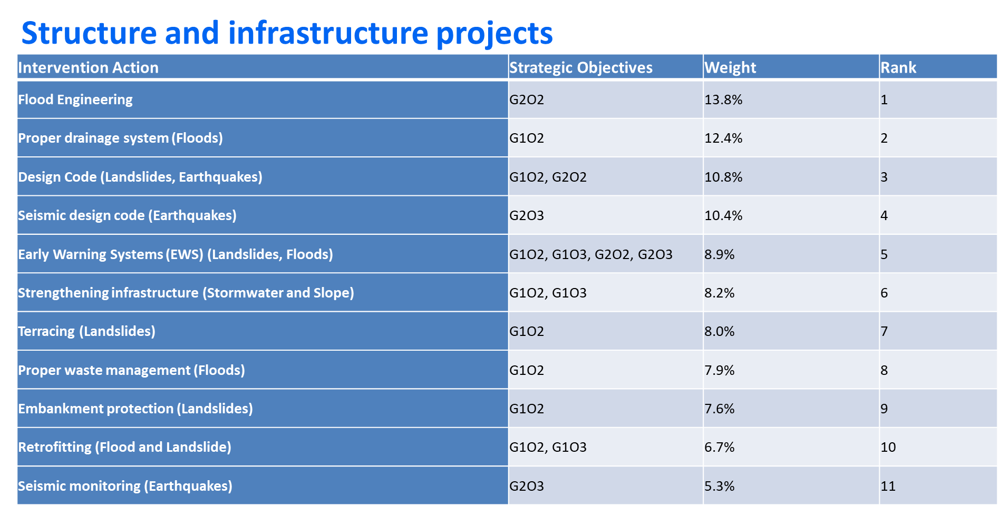 Structure and infrastructure projects
Intervention Action Strategic Objectives Weight Rank
Flood Engineering G2O2 13.8% 1
Proper drainage system (Floods) G1O2 12.4% 2
Design Code (Landslides, Earthquakes) G1O2, G2O2 10.8% 3
Seismic design code (Earthquakes) G2O3 10.4% 4
Early Warning Systems (EWS) (Landslides, Floods) G1O2, G1O3, G2O2, G2O3 8.9% 5
Strengthening infrastructure (Stormwater and Slope) G1O2, G1O3 8.2% 6
Terracing (Landslides) G1O2 8.0% 7
Proper waste management (Floods) G1O2 7.9% 8
Embankment protection (Landslides) G1O2 7.6% 9
Retrofitting (Flood and Landslide) G1O2, G1O3 6.7% 10
Seismic monitoring (Earthquakes) G2O3 5.3% 11